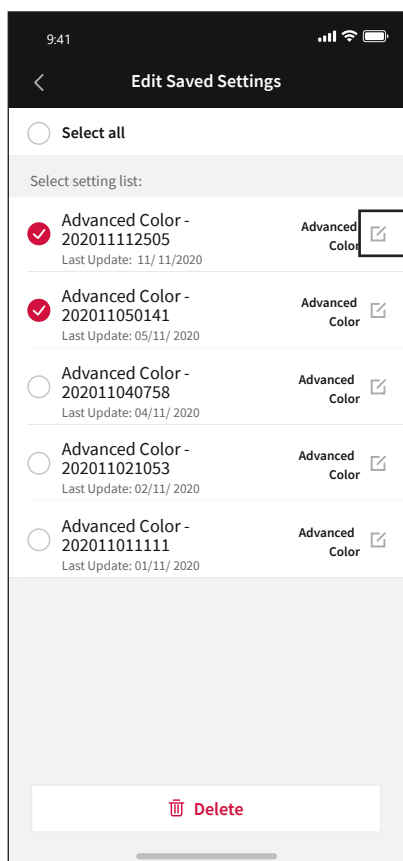 9:41
Edit Saved Settings
Select all
Select setting list:
Advanced Color -
202011112505
Last Update: 11/ 11/2020
Advanced
Color
Advanced Color -
202011050141
Last Update: 05/11/ 2020
Advanced
Color
Advanced Color -
202011040758
Last Update: 04/11/ 2020
Advanced
Color
Advanced Color -
202011021053
Last Update: 02/11/ 2020
Advanced
Color
Advanced Color -
202011011111
Last Update: 01/11/ 2020
Advanced
Color
Delete